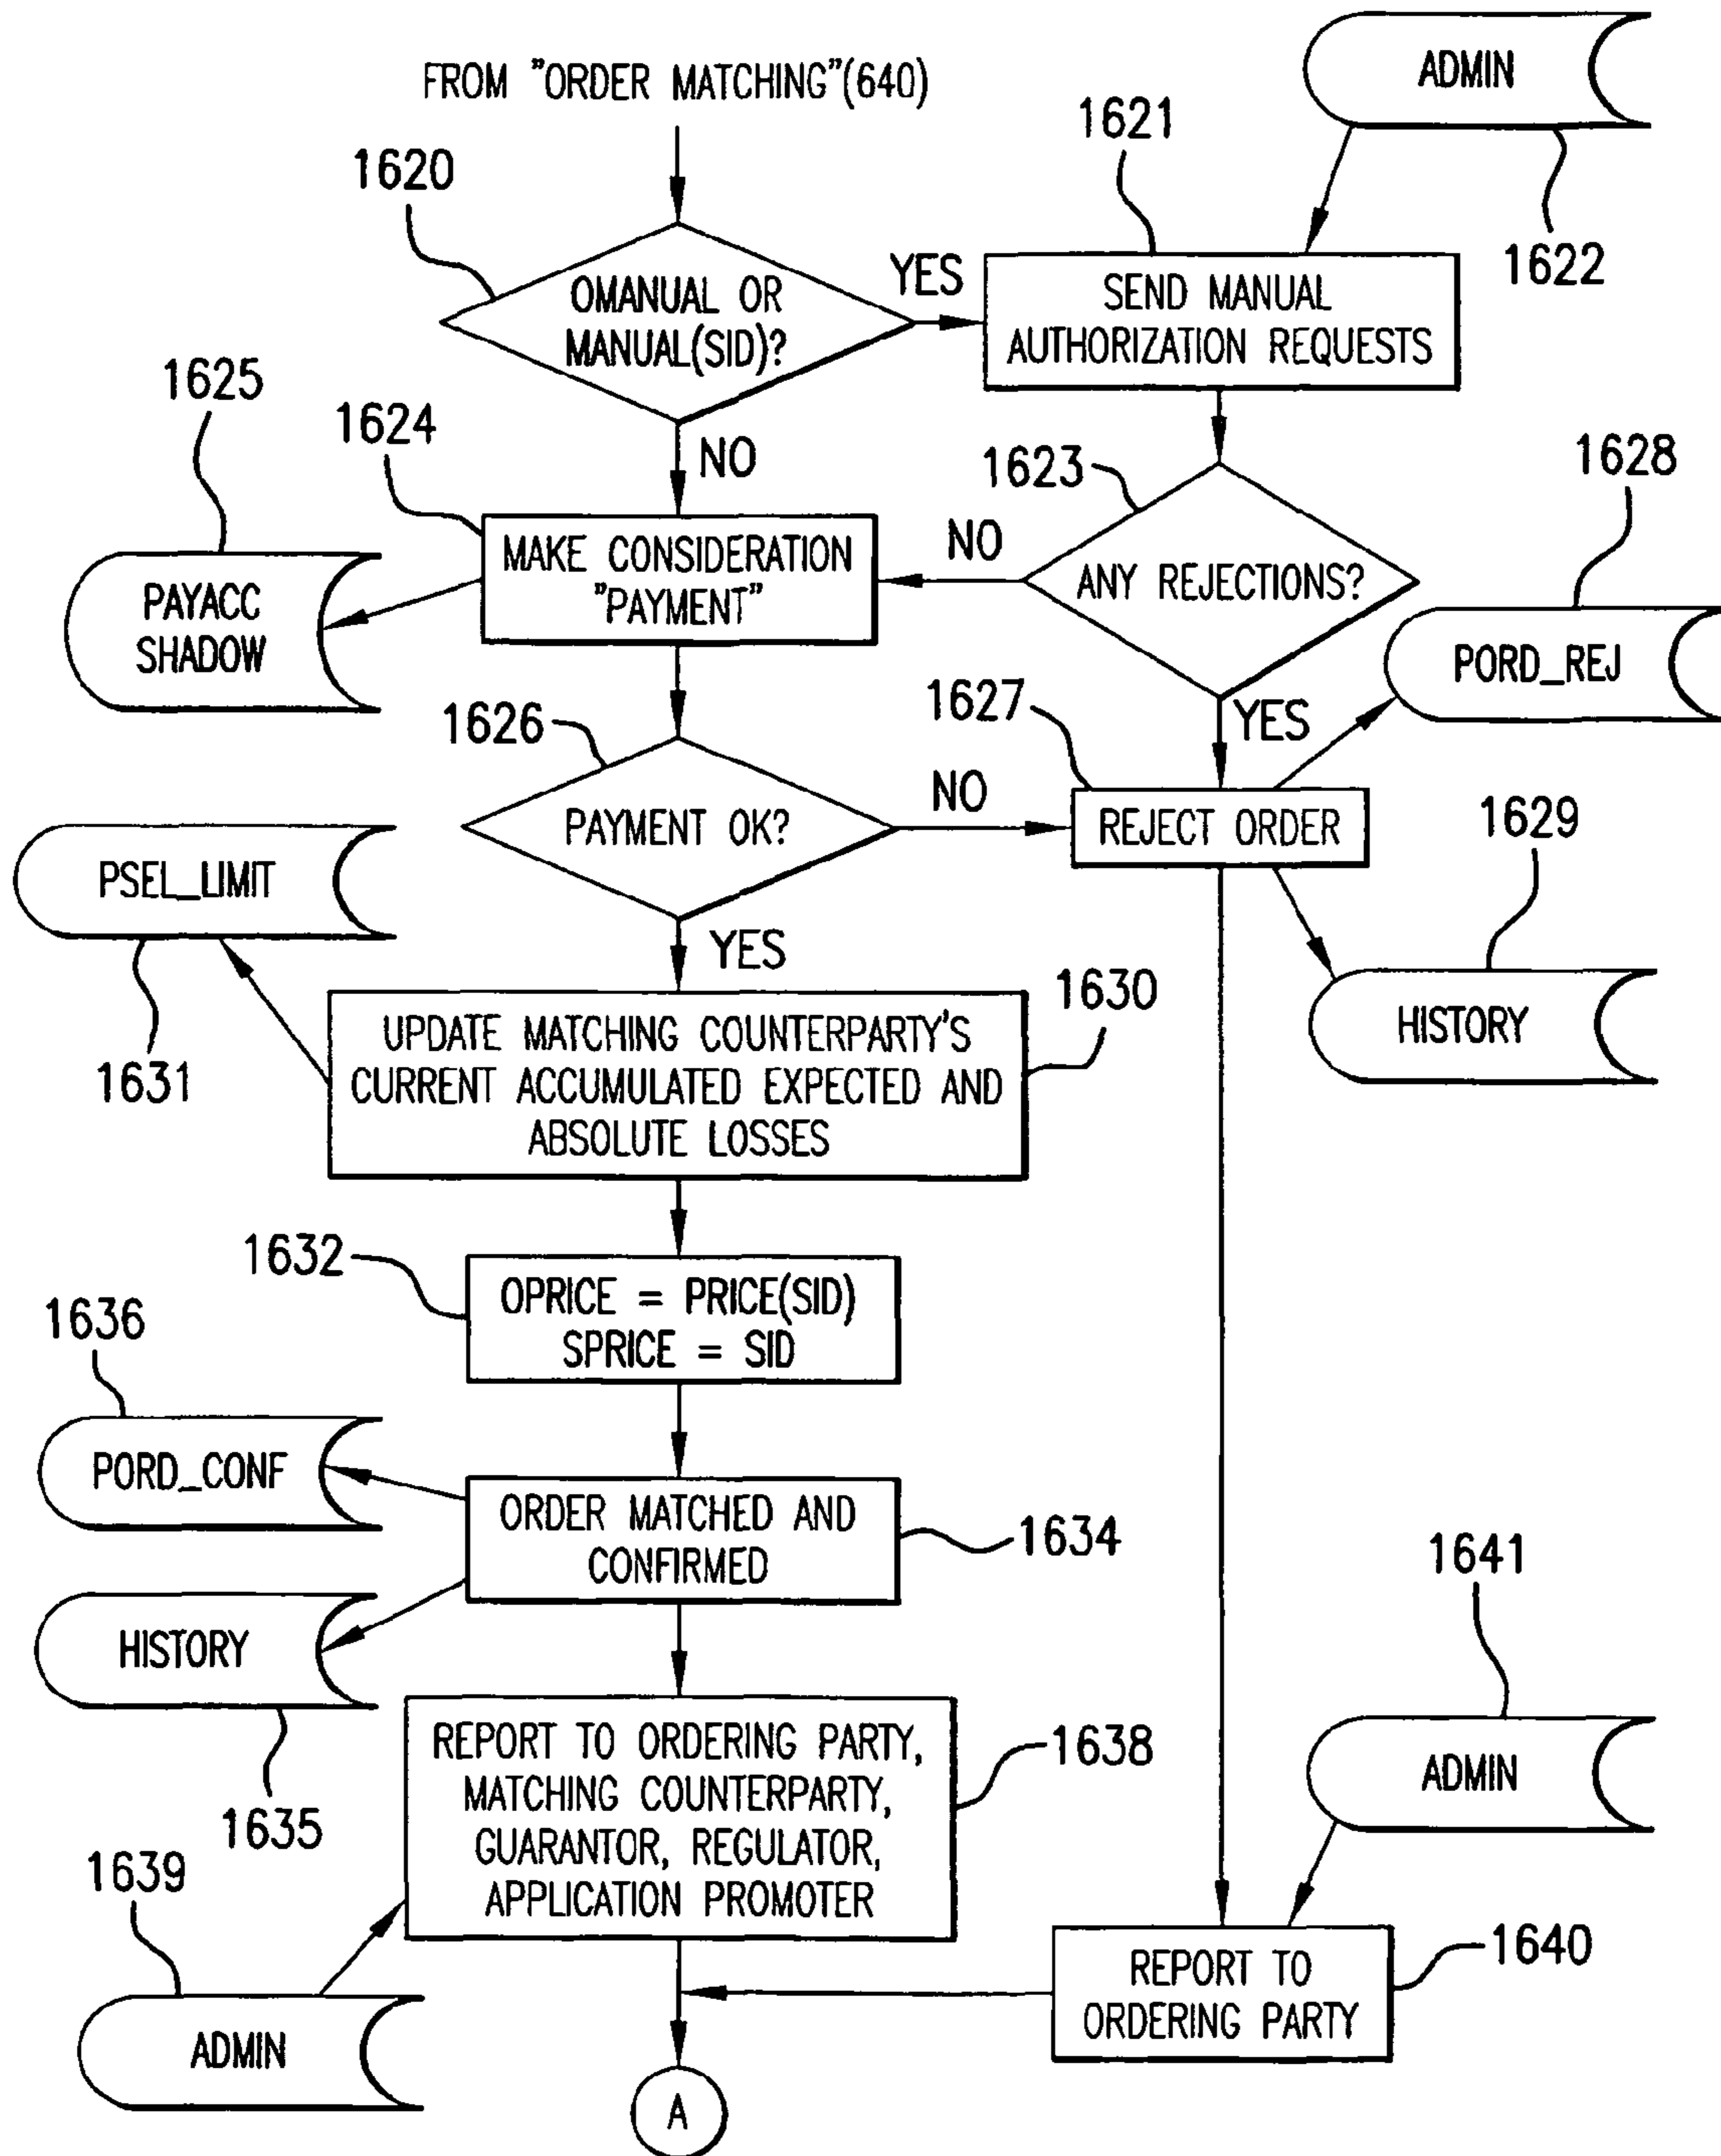 FROM "ORDER MATCHING"(640)
ADMIN
1622
1620
OMANUAL OR
MANUAL(SID)?
YES
NO
1621
SEND MANUAL
AUTHORIZATION REQUESTS
1625
PAYACC
SHADOW
1624
MAKE CONSIDERATION
"PAYMENT"
NO
1623
ANY REJECTIONS?
YES
1628
PORD_REJ
1626
PAYMENT OK?
NO
YES
1627
REJECT ORDER
1629
HISTORY
PSEL_LIMIT
1631
1630
UPDATE MATCHING COUNTERPARTY'S
CURRENT ACCUMULATED EXPECTED AND
ABSOLUTE LOSSES
1632
OPRICE = PRICE(SID)
SPRICE = SID
1636
PORD_CONF
ORDER MATCHED AND
CONFIRMED
1634
HISTORY
1635
REPORT TO ORDERING PARTY,
MATCHING COUNTERPARTY,
GUARANTOR, REGULATOR,
APPLICATION PROMOTER
1638
1641
ADMIN
1639
ADMIN
REPORT TO
ORDERING PARTY
1640
A